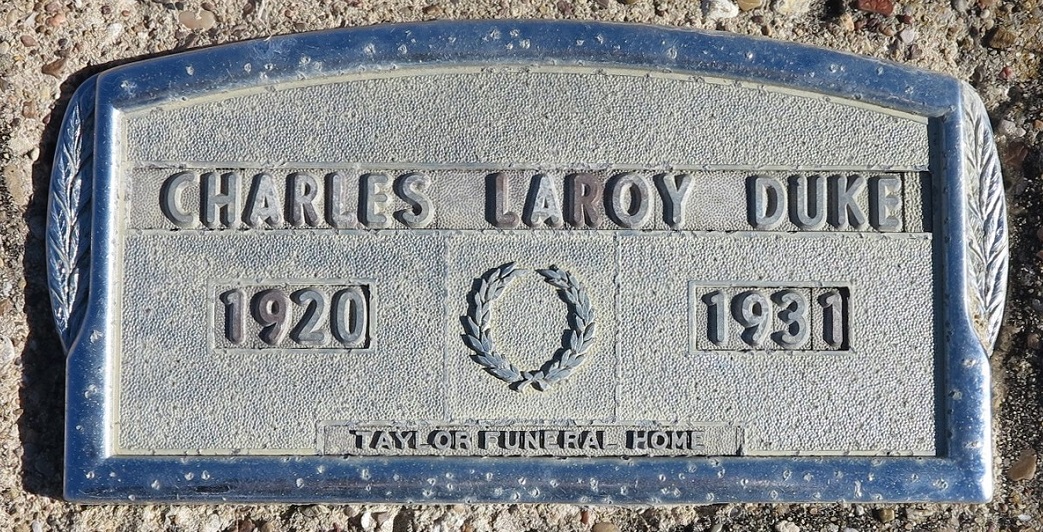 CHARLES LAROY DUKE
1920 1931
TAYLOR FUNERAL HOME